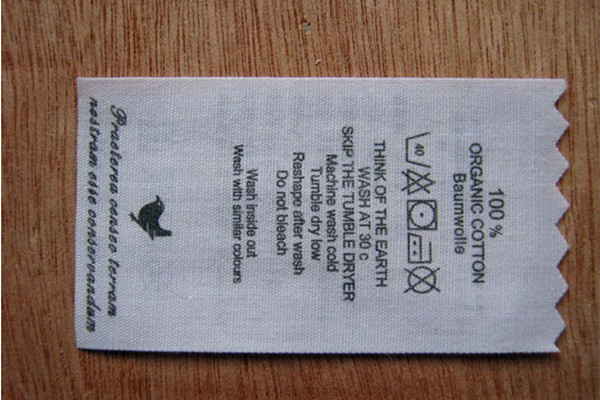 100 %
ORGANIC COTTON
Baumwolle
40
THINK OF THE EARTH
WASH AT 30 c
SKIP THE TUMBLE DRYER
Machine wash cold
Tumble dry low
Reshape after wash
Do not bleach
Wash inside out
Wash with similar colours
Praeterea censeo terram
nostram esse conservandam